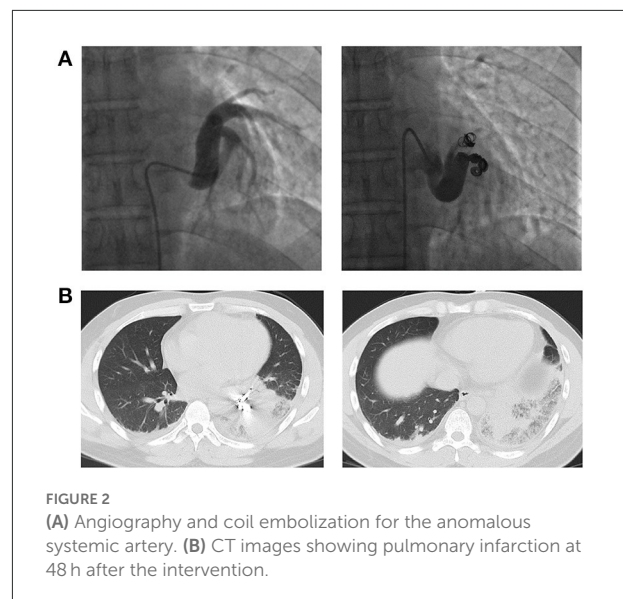 A
B
FIGURE 2
(A) Angiography and coil embolization for the anomalous
systemic artery. (B) CT images showing pulmonary infarction at
48 h after the intervention.